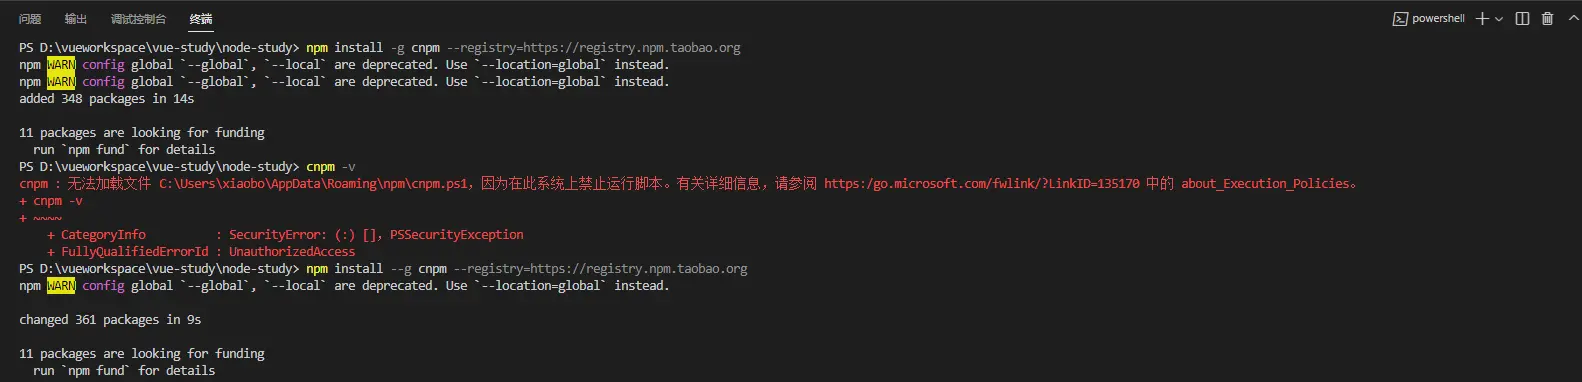 问题 输出 调试控制台 终端 powershell
PS D:\vueworkspace\vue-study\node-study> npm install -g cnpm --registry=https://registry.npm.taobao.org
npm WARN config global `--global`, `--local` are deprecated. Use `--location=global` instead.
npm WARN config global `--global`, `--local` are deprecated. Use `--location=global` instead.
added 348 packages in 14s
11 packages are looking for funding
run `npm fund` for details
PS D:\vueworkspace\vue-study\node-study> cnpm -v
cnpm : 无法加载文件 C:\Users\xiaobo\AppData\Roaming\npm\cnpm.ps1，因为在此系统上禁止运行脚本。有关详细信息，请参阅 https:/go.microsoft.com/fwlink/?LinkID=135170 中的 about_Execution_Policies。
+ cnpm -v
+ ~~~~
+ CategoryInfo : SecurityError: (:) []，PSSecurityException
+ FullyQualifiedErrorId : UnauthorizedAccess
PS D:\vueworkspace\vue-study\node-study> npm install --g cnpm --registry=https://registry.npm.taobao.org
npm WARN config global `--global`, `--local` are deprecated. Use `--location=global` instead.
changed 361 packages in 9s
11 packages are looking for funding
run `npm fund` for details